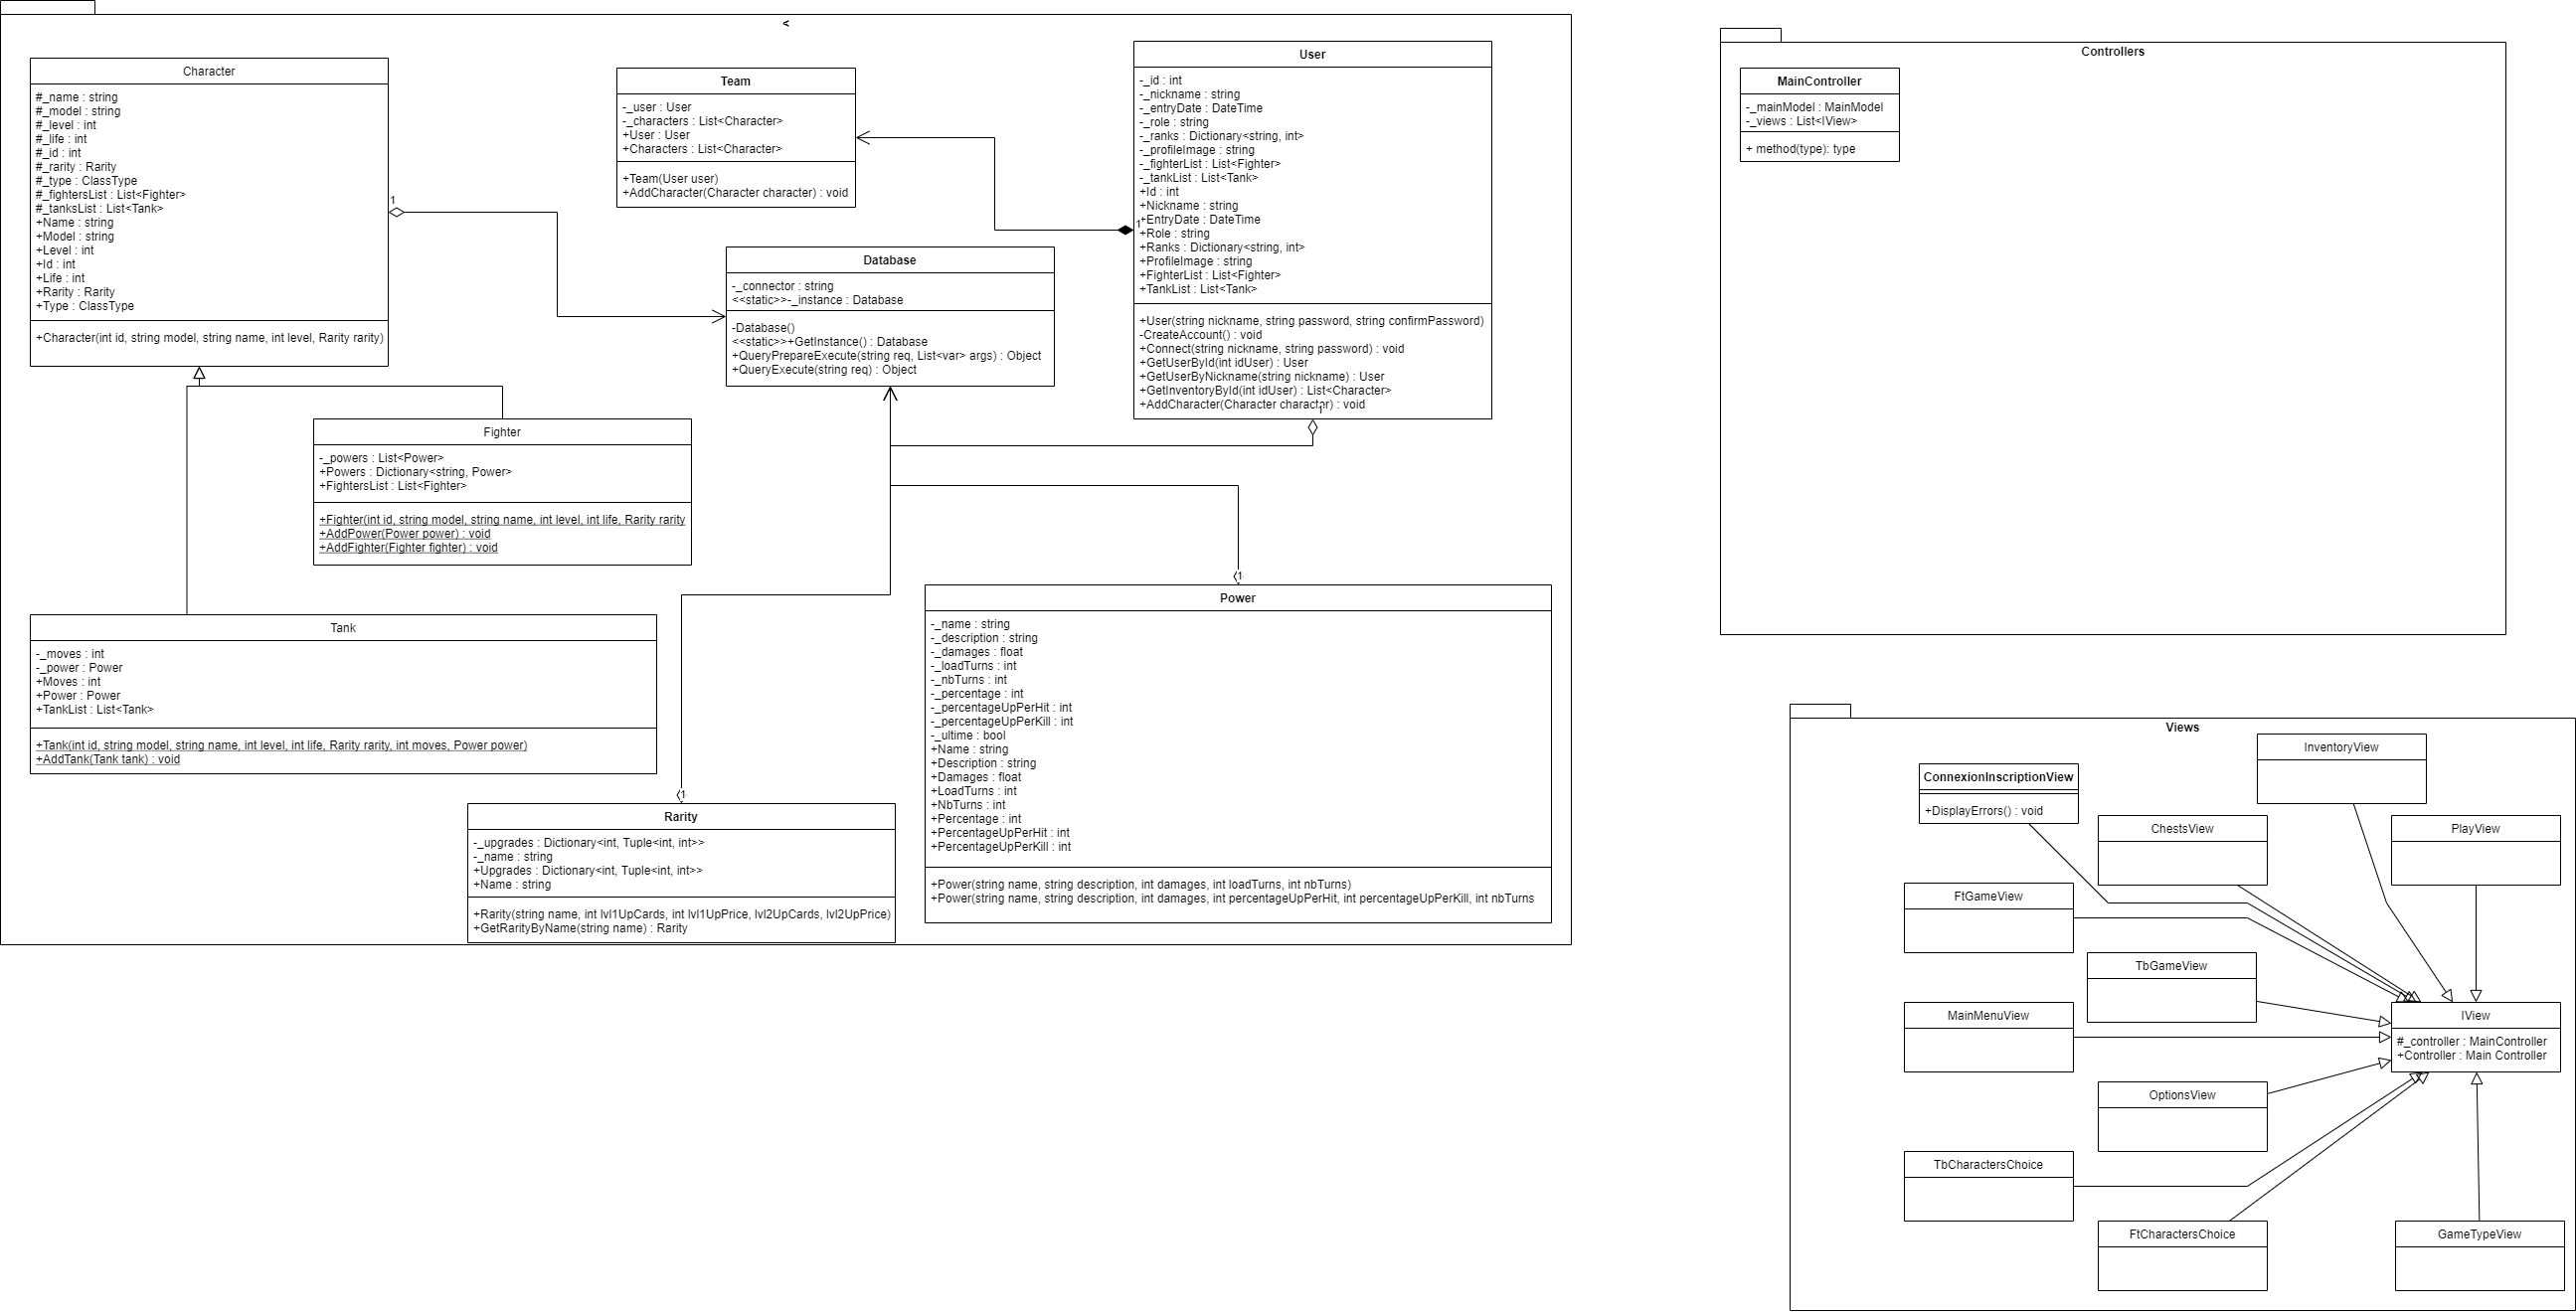 <
Character
#_name : string
#_model : string
#_level : int
#_life : int
#_id : int
#_rarity : Rarity
#_type : ClassType
#_fightersList : List<Fighter>
#_tanksList : List<Tank>
+Name : string
+Model : string
+Level : int
+Id : int
+Life : int
+Rarity : Rarity
+Type : ClassType
+Character(int id, string model, string name, int level, Rarity rarity)
1
Team
-_user : User
-_characters : List<Character>
+User : User
+Characters : List<Character>
+Team(User user)
+AddCharacter(Character character) : void
User
-_id : int
-_nickname : string
-_entryDate : DateTime
-_role : string
-_ranks : Dictionary<string, int>
-_profileImage : string
-_fighterList : List<Fighter>
-_tankList : List<Tank>
+Id : int
+Nickname : string
+EntryDate : DateTime
+Role : string
+Ranks : Dictionary<string, int>
+ProfileImage : string
+FighterList : List<Fighter>
+TankList : List<Tank>
+User(string nickname, string password, string confirmPassword)
-CreateAccount() : void
+Connect(string nickname, string password) : void
+GetUserById(int idUser) : User
+GetUserByNickname(string nickname) : User
+GetInventoryById(int idUser) : List<Character>
+AddCharacter(Character character) : void
1
1
Database
-_connector : string
<<static>>-_instance : Database
-Database()
<<static>>+GetInstance() : Database
+QueryPrepareExecute(string req, List<var> args) : Object
+QueryExecute(string req) : Object
Fighter
-_powers : List<Power>
+Powers : Dictionary<string, Power>
+FightersList : List<Fighter>
+Fighter(int id, string model, string name, int level, int life, Rarity rarity
+AddPower(Power power) : void
+AddFighter(Fighter fighter) : void
Tank
-_moves : int
-_power : Power
+Moves : int
+Power : Power
+TankList : List<Tank>
+Tank(int id, string model, string name, int level, int life, Rarity rarity, int moves, Power power)
+AddTank(Tank tank) : void
1
Power
-_name : string
-_description : string
-_damages : float
-_loadTurns : int
-_nbTurns : int
-_percentage : int
-_percentageUpPerHit : int
-_percentageUpPerKill : int
-_ultime : bool
+Name : string
+Description : string
+Damages : float
+LoadTurns : int
+NbTurns : int
+Percentage : int
+PercentageUpPerHit : int
+PercentageUpPerKill : int
+Power(string name, string description, int damages, int loadTurns, int nbTurns)
+Power(string name, string description, int damages, int percentageUpPerHit, int percentageUpPerKill, int nbTurns
1
Rarity
-_upgrades : Dictionary<int, Tuple<int, int>>
-_name : string
+Upgrades : Dictionary<int, Tuple<int, int>>
+Name : string
+Rarity(string name, int lvl1UpCards, int lvl1UpPrice, lvl2UpCards, lvl2UpPrice)
+GetRarityByName(string name) : Rarity
Controllers
MainController
-_mainModel : MainModel
-_views : List<IView>
+ method(type): type
Views
InventoryView
ConnexionInscriptionView
+DisplayErrors() : void
ChestsView
PlayView
FtGameView
TbGameView
MainMenuView
IView
#_controller : MainController
+Controller : Main Controller
OptionsView
TbCharactersChoice
FtCharactersChoice
GameTypeView